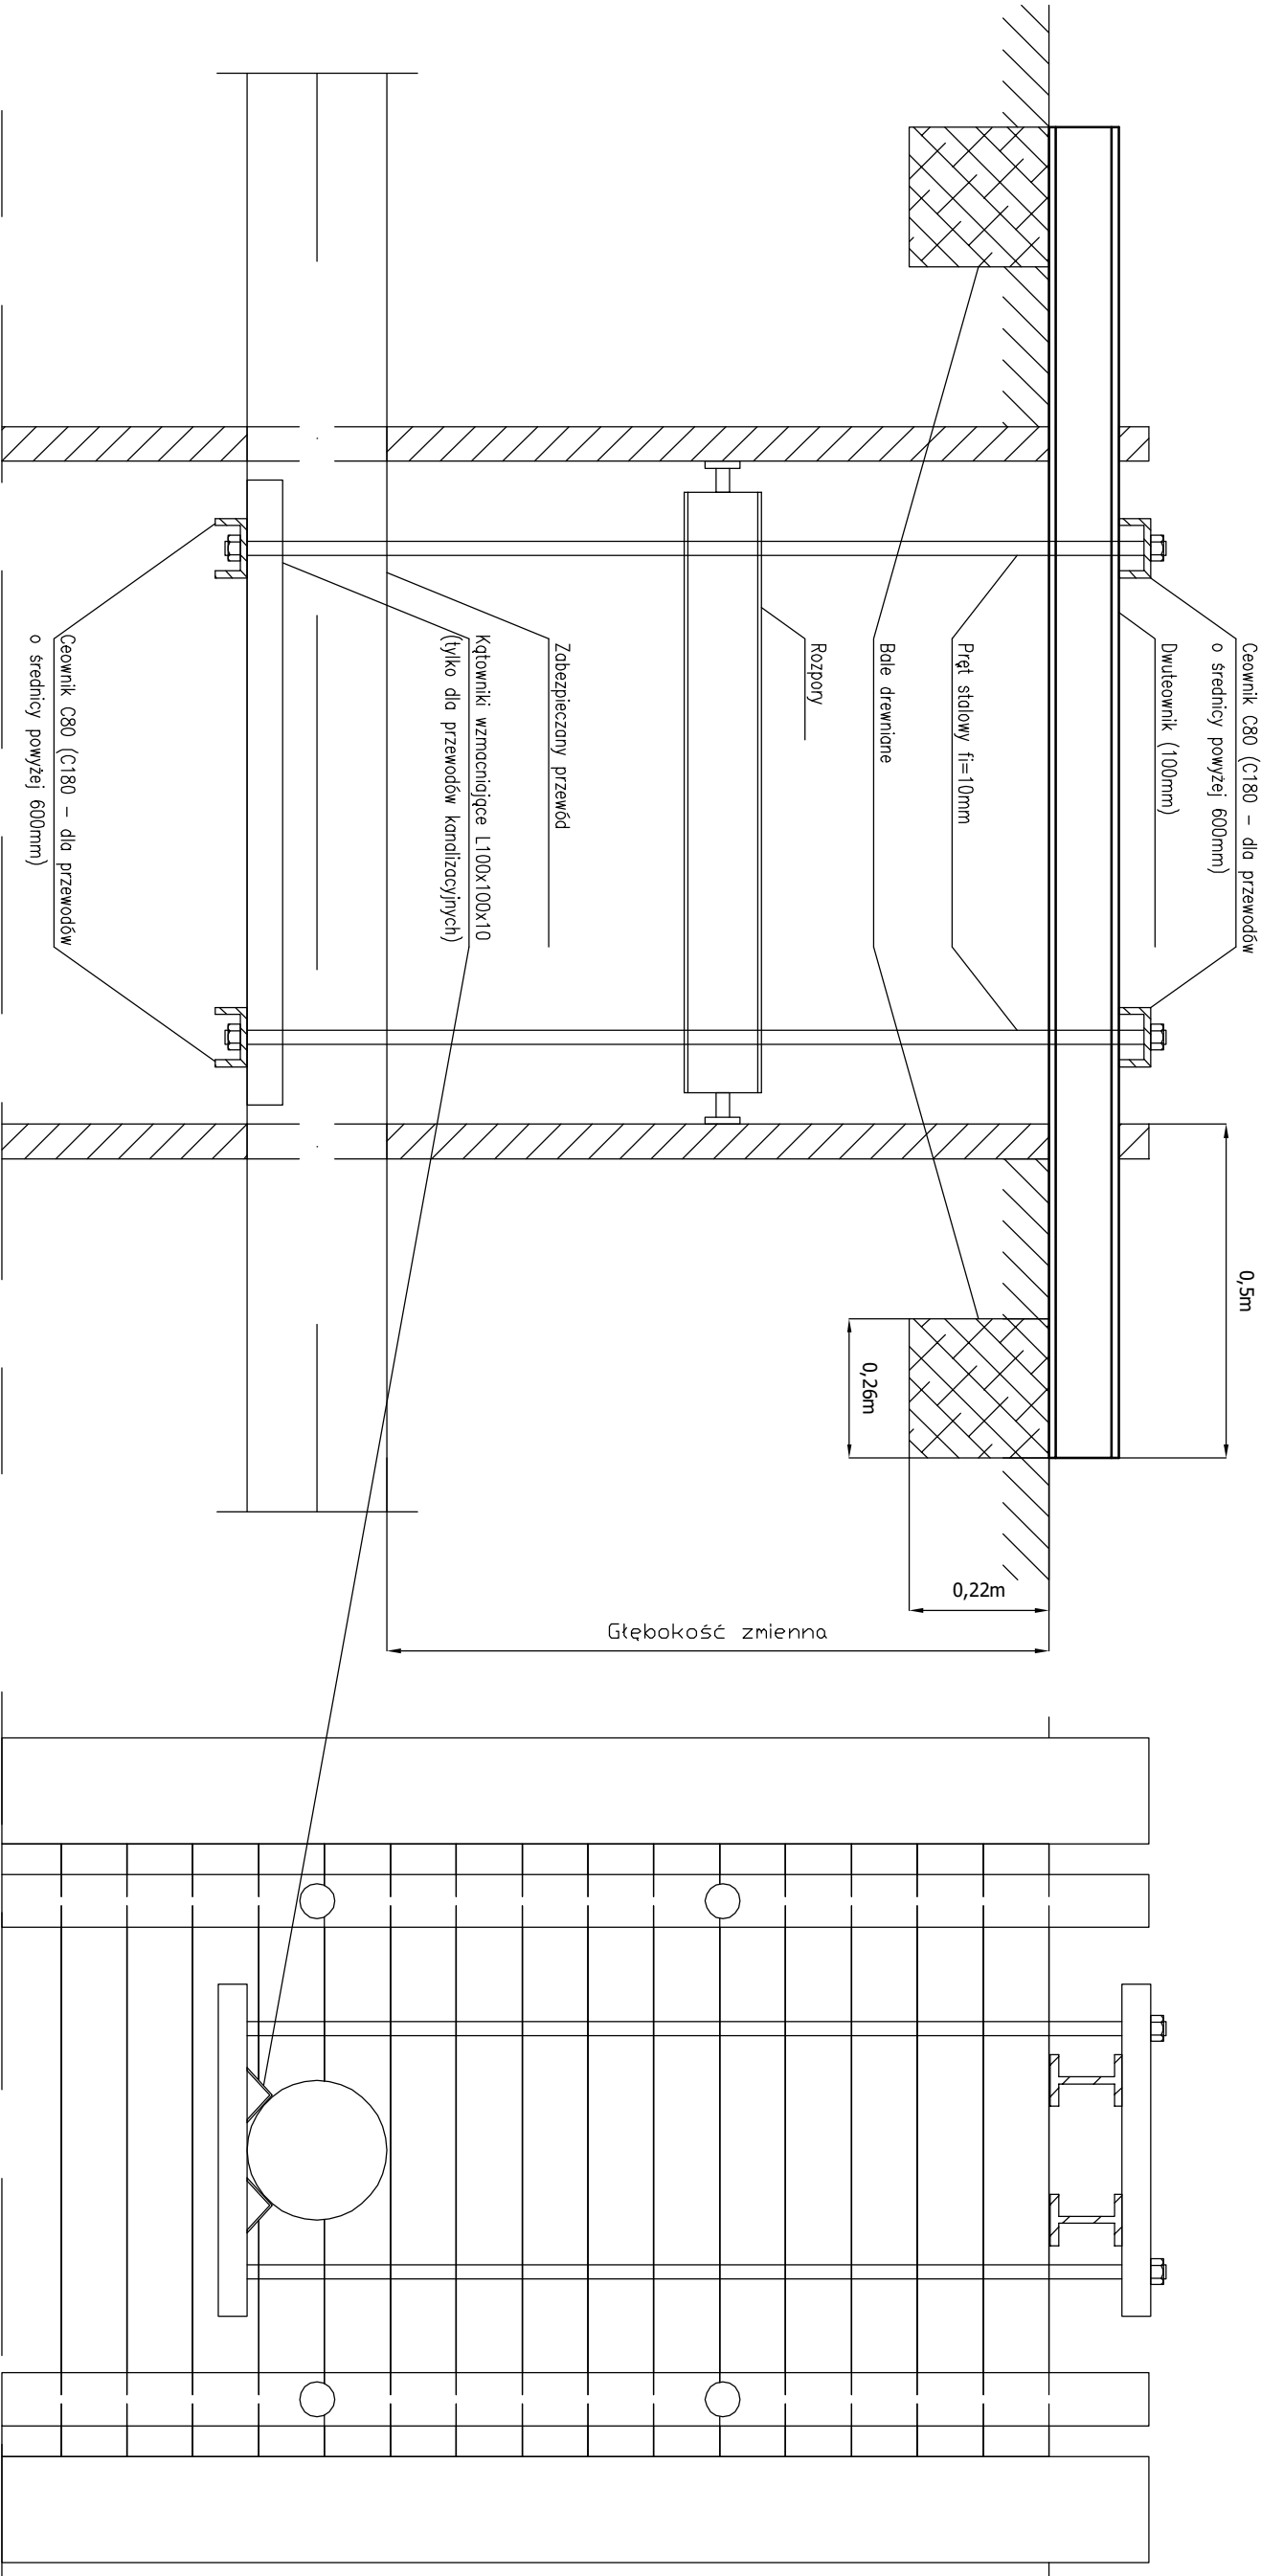 Ceownik C80 (C180 – dla przewodów
o średnicy powyżej 600mm)
Dwuteownik (100mm)
Pręt stalowy fi=10mm
Bale drewniane
Rozpory
Zabezpieczany przewód
Kątowniki wzmacniające L100x100x10
(tylko dla przewodów kanalizacyjnych)
Ceownik C80 (C180 – dla przewodów
o średnicy powyżej 600mm)
0,5m
0,26m
0,22m
Głębokość zmienna